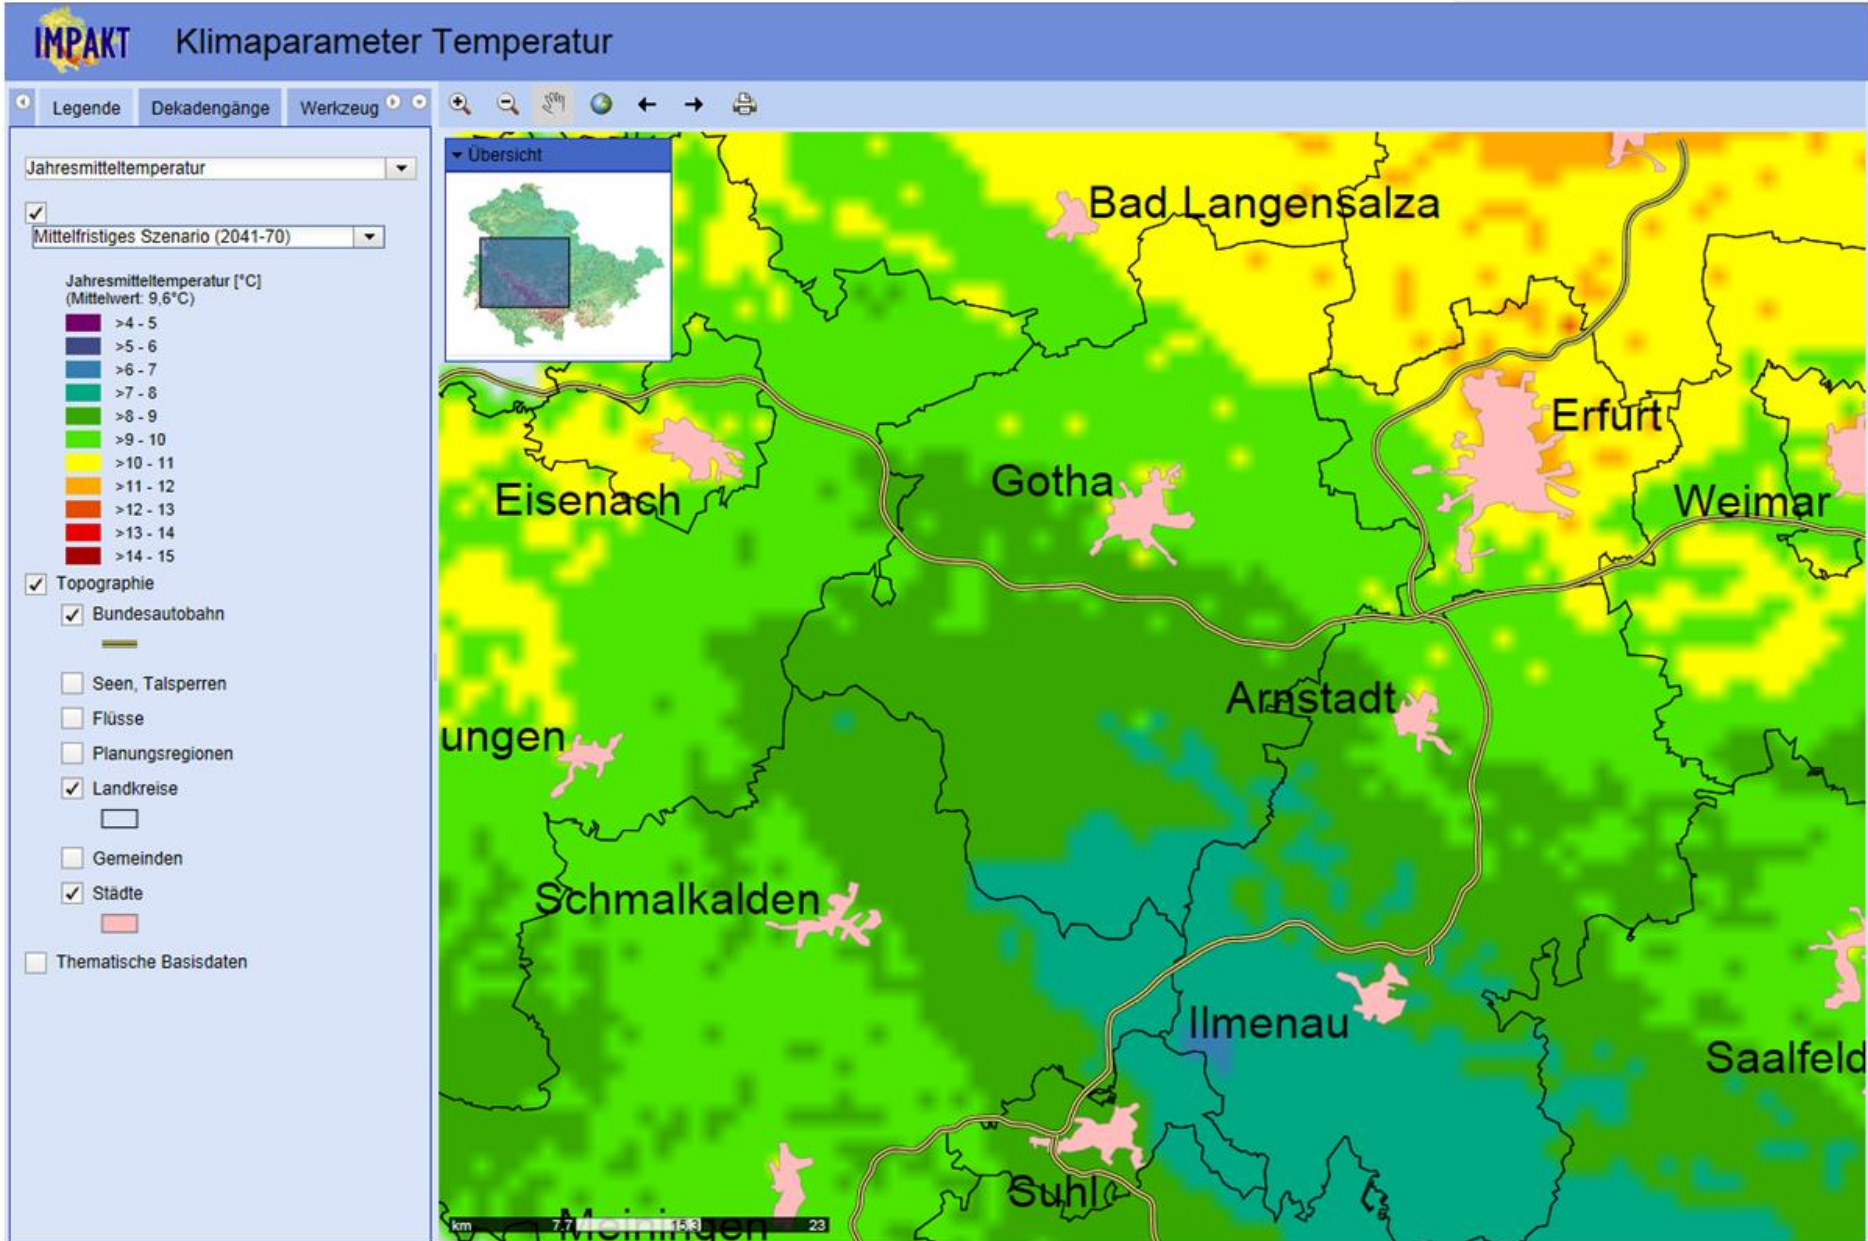 IMPAKT
Klimaparameter Temperatur
Legende
Dekadengänge
Werkzeug
Jahresmitteltemperatur
Mittelfristiges Szenario (2041-70)
Jahresmitteltemperatur [°C]
(Mittelwert: 9,6°C)
>4 - 5
>5 - 6
>6 - 7
>7 - 8
>8 - 9
>9 - 10
>10 - 11
>11 - 12
>12 - 13
>13 - 14
>14 - 15
Topographie
Bundesautobahn
Seen, Talsperren
Flüsse
Planungsregionen
Landkreise
Gemeinden
Städte
Thematische Basisdaten
Übersicht
Bad Langensalza
Erfurt
Gotha
Eisenach
Weimar
Arnstadt
ungen
Schmalkalden
Ilmenau
Saalfeld
Suhl
Meiningen
km 7.7 15.3 23